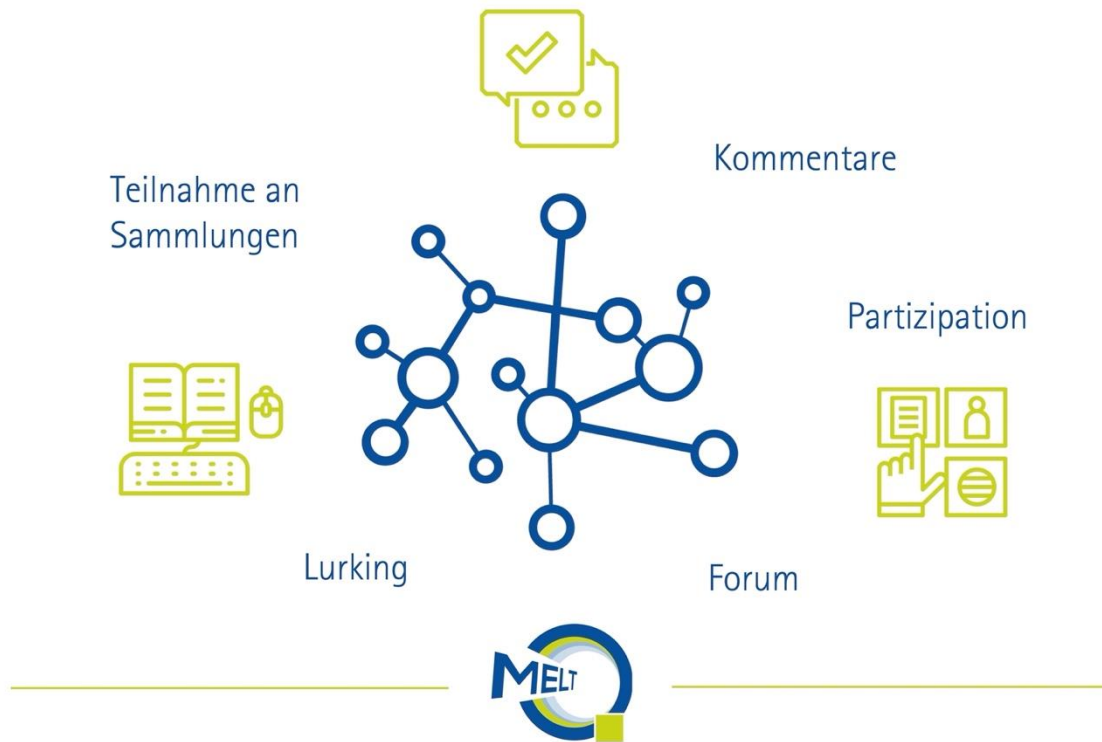 Kommentare
Teilnahme an
Sammlungen
Partizipation
Lurking
Forum
MELT